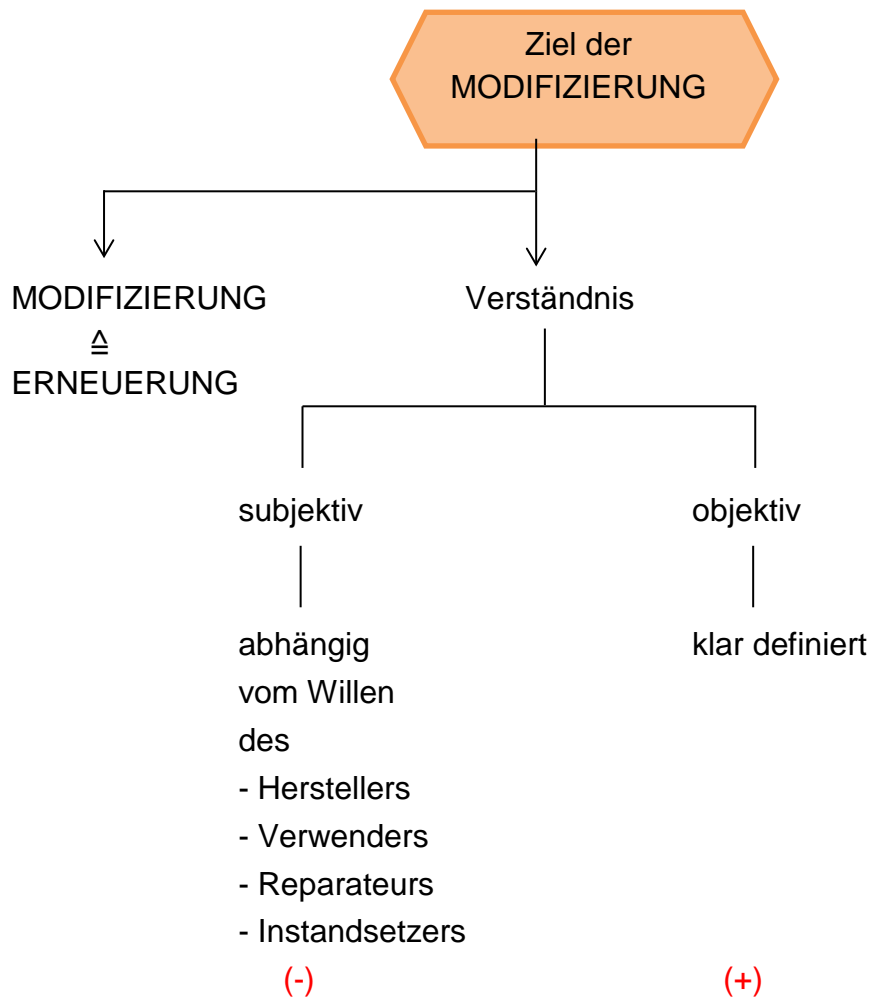 Ziel der
MODIFIZIERUNG
MODIFIZIERUNG
≙
ERNEUERUNG
Verständnis
subjektiv
objektiv
abhängig
vom Willen
des
- Herstellers
- Verwenders
- Reparateurs
- Instandsetzers
(-)
klar definiert
(+)